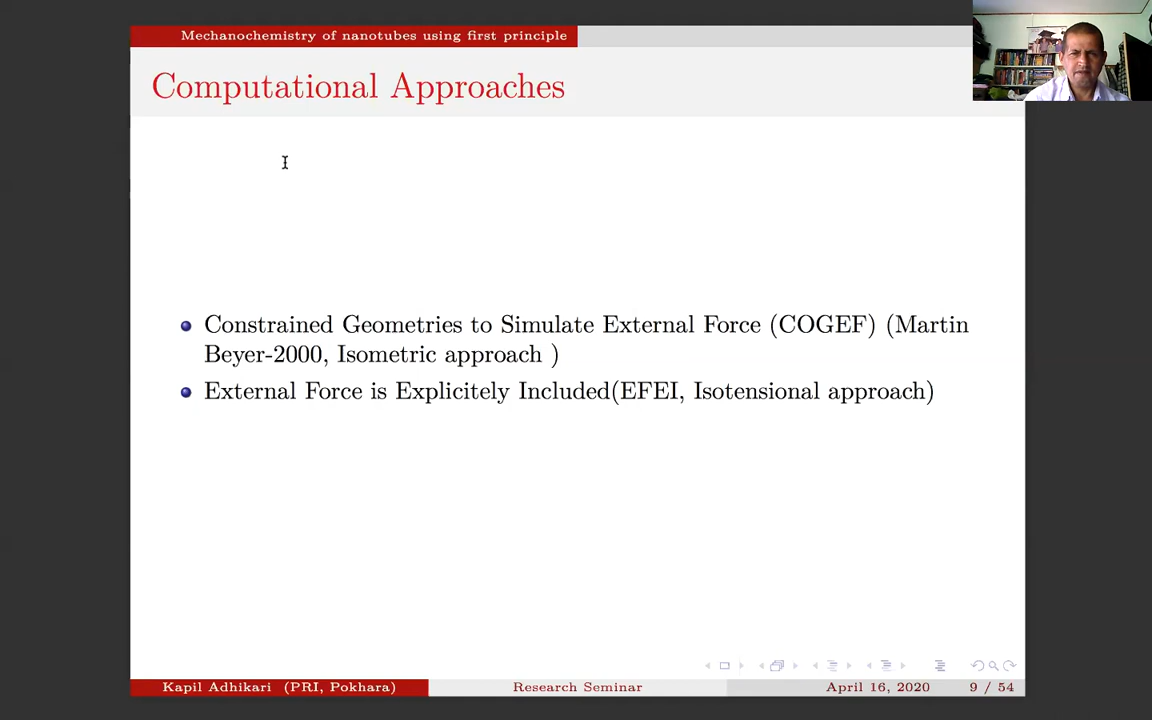 Mechanochemistry of nanotubes using first principle
Computational Approaches
Constrained Geometries to Simulate External Force (COGEF) (Martin
Beyer-2000, Isometric approach )
External Force is Explicitely Included(EFEI, Isotensional approach)
Kapil Adhikari (PRI, Pokhara) Research Seminar April 16, 2020 9 / 54